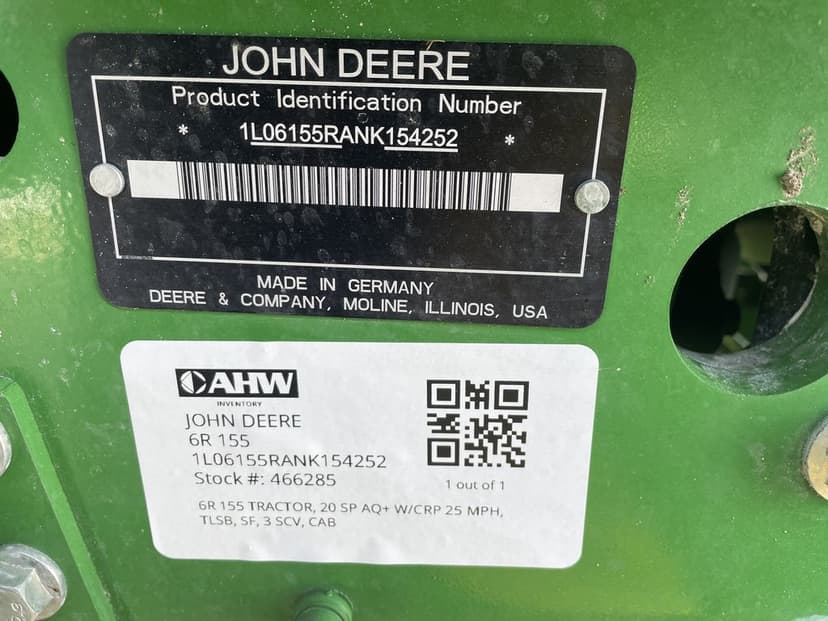 JOHN DEERE
Product Identification Number
* 1L06155RANK154252 *
MADE IN GERMANY
DEERE & COMPANY, MOLINE, ILLINOIS, USA
AHW
INVENTORY
JOHN DEERE
6R 155
1L06155RANK154252
Stock #: 466285
1 out of 1
6R 155 TRACTOR, 20 SP AQ+ W/CRP 25 MPH,
TLSB, SF, 3 SCV, CAB